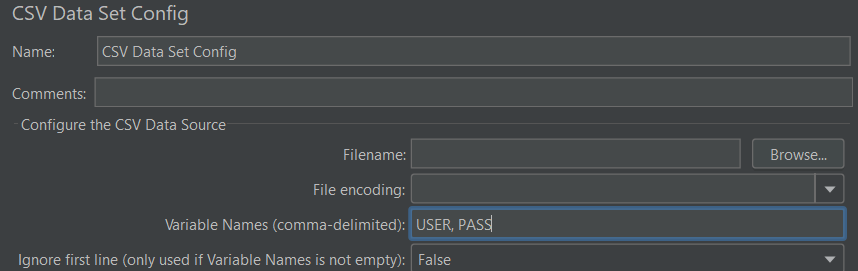 CSV Data Set Config
Name: CSV Data Set Config
Comments:
Configure the CSV Data Source
Filename: Browse...
File encoding:
Variable Names (comma-delimited): USER, PASS
Ignore first line (only used if Variable Names is not empty): False